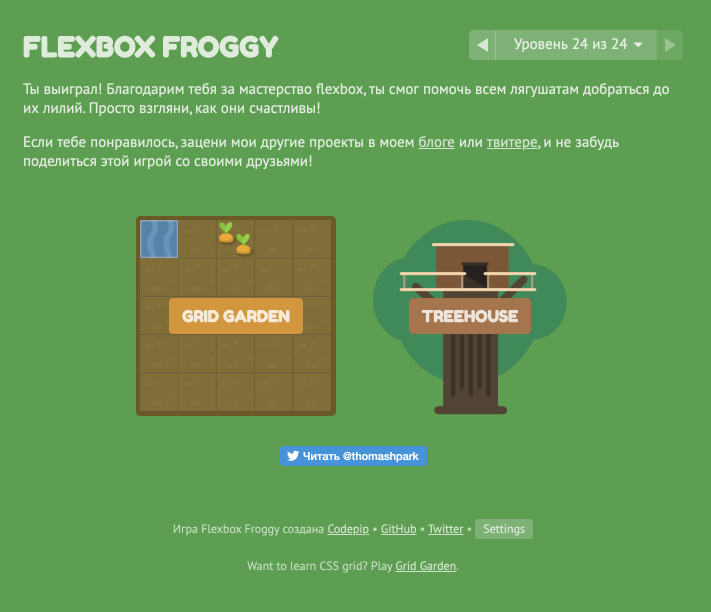 FLEXBOX FROGGY
Уровень 24 из 24
Ты выиграл! Благодарим тебя за мастерство flexbox, ты смог помочь всем лягушатам добраться до
их лилий. Просто взгляни, как они счастливы!
Если тебе понравилось, зацени мои другие проекты в моем блоге или твитере, и не забудь
поделиться этой игрой со своими друзьями!
GRID GARDEN
TREEHOUSE
Читать @thomashpark
Игра Flexbox Froggy создана Codepip • GitHub • Twitter • Settings
Want to learn CSS grid? Play Grid Garden.